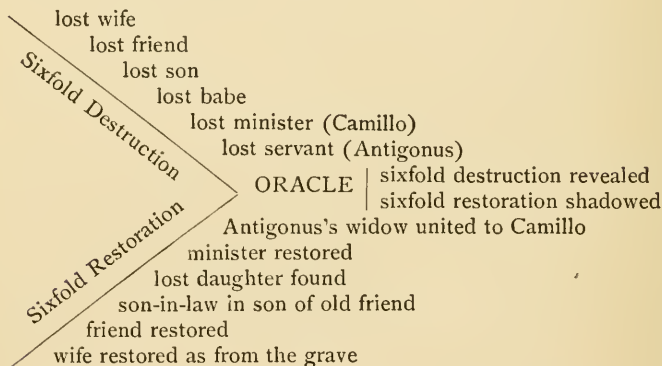 lost wife
lost friend
lost son
lost babe
lost minister (Camillo)
lost servant (Antigonus)
Sixfold Destruction
ORACLE
sixfold destruction revealed
sixfold restoration shadowed
Sixfold Restoration
Antigonus's widow united to Camillo
minister restored
lost daughter found
son-in-law in son of old friend
friend restored
wife restored as from the grave